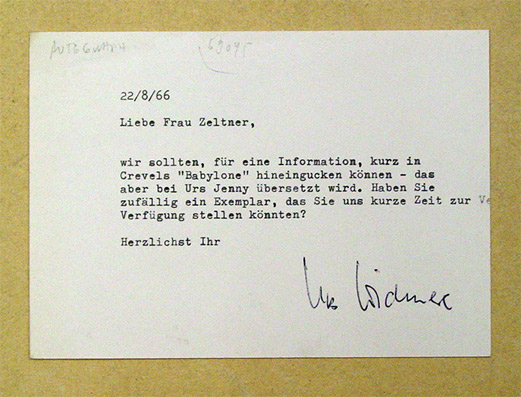 AUTOGRAPH
22/8/66
Liebe Frau Zeltner,
wir sollten, für eine Information, kurz in
Crevels "Babylone" hineingucken können - das
aber bei Urs Jenny übersetzt wird. Haben Sie
zufällig ein Exemplar, das Sie uns kurze Zeit zur Ve
Verfügung stellen könnten?
Herzlichst Ihr
Urs Widmer